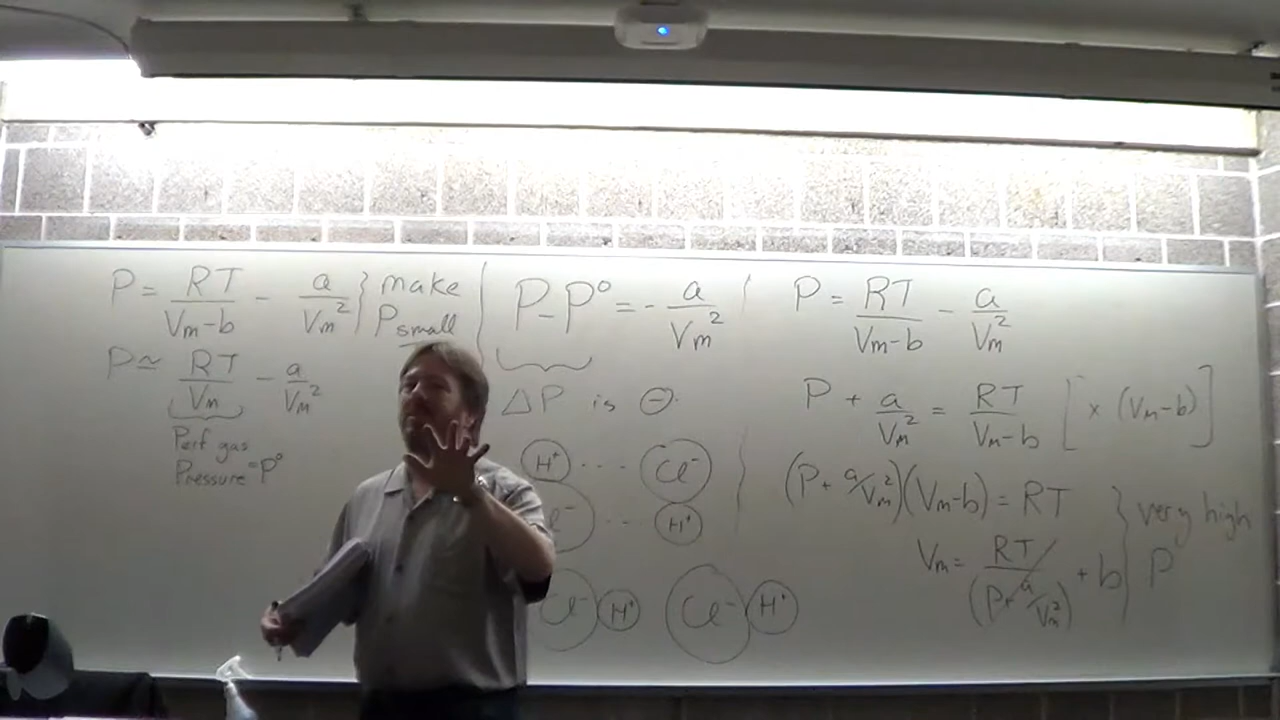 P = RT/(Vm-b) - a/Vm² } make P small
P ≃ RT/Vm - a/Vm²
Perf gas
Pressure = P°
P - P° = - a/Vm²
ΔP is ⊖
H⁺ ... Cl⁻
l⁻ ... H⁺
Cl⁻ H⁺ Cl⁻ H⁺
P = RT/(Vm-b) - a/Vm²
P + a/Vm² = RT/(Vm-b) [ × (Vm-b) ]
(P + a/Vm²)(Vm-b) = RT
Vm = RT/(P + a/Vm²) + b } very high P